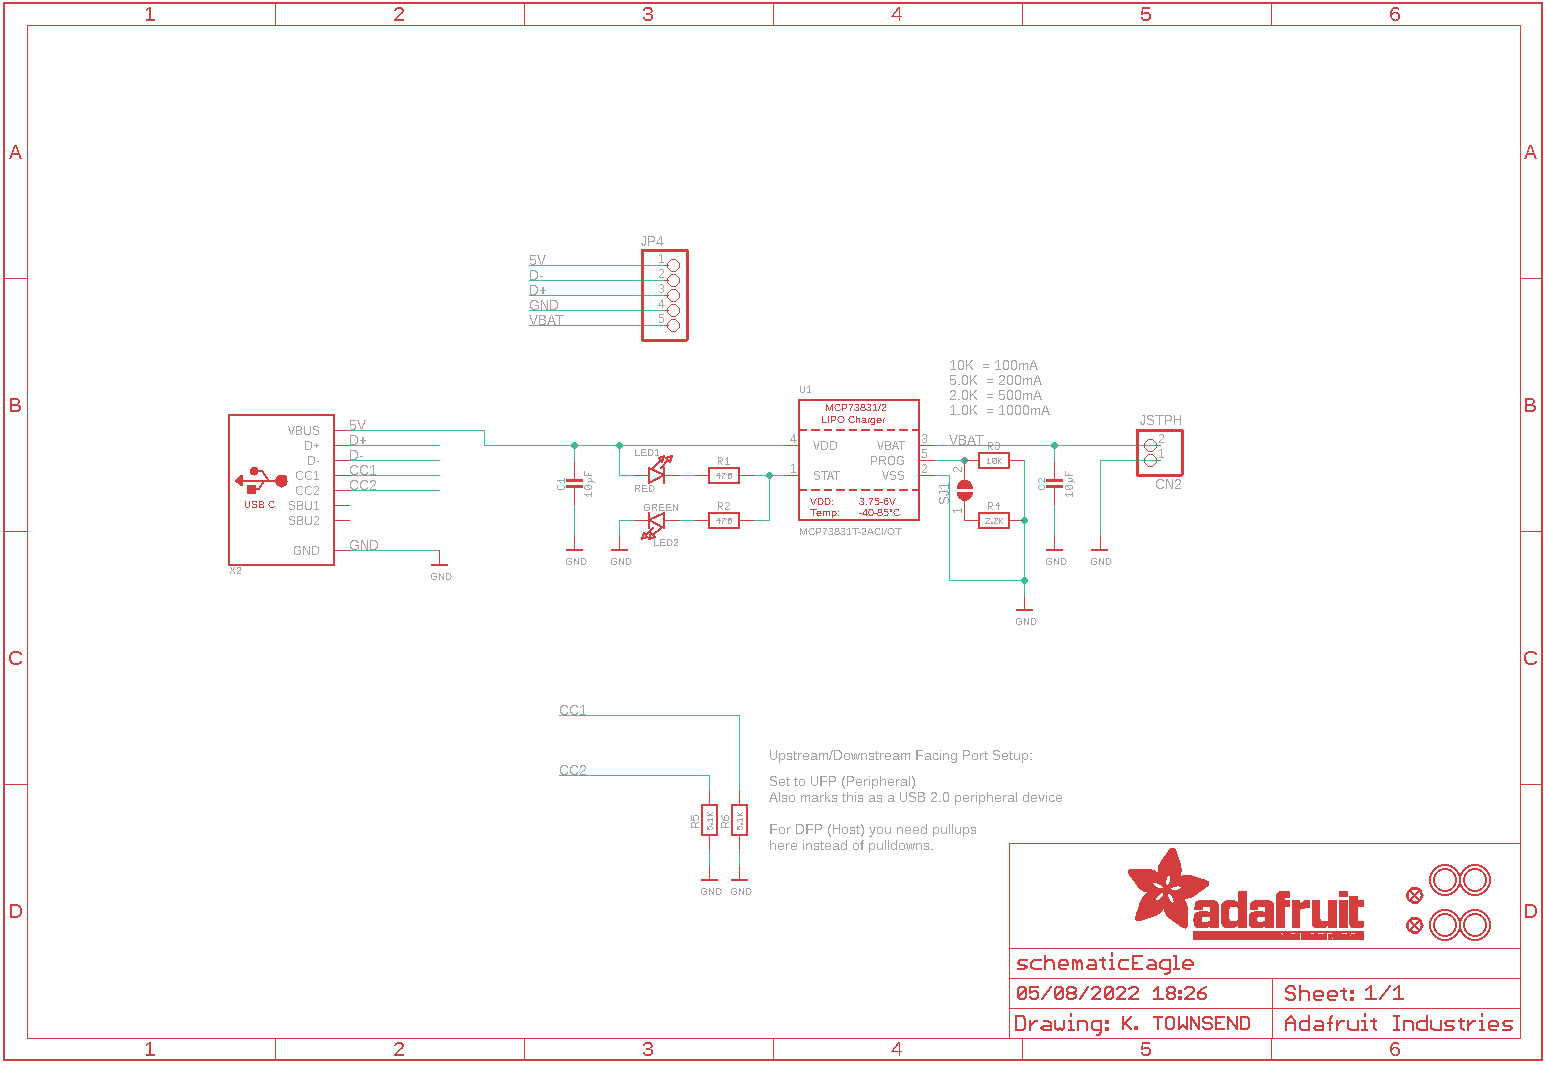 1 2 3 4 5 6
A A
JP4
5V 1
D- 2
D+ 3
GND 4
VBAT 5
B B
10K = 100mA
5.0K = 200mA
2.0K = 500mA
1.0K = 1000mA
U1
MCP73831/2
LIPO Charger
4 VDD VBAT 3 VBAT
PROG 5
1 STAT VSS 2
VDD: 3.75-6V
Temp: -40-85°C
MCP73831T-2ACI/OT
VBUS 5V
D+ D+
D- D-
CC1 CC1
CC2 CC2
SBU1
SBU2
GND GND
USB C
X2
GND
C1
10µF
GND
LED1
RED
R1
470
GREEN
LED2
R2
470
GND
R3
10K
SJ1
2
1
R4
2.2K
GND
C2
10µF
GND
JSTPH
2
1
CN2
GND
C C
CC1
CC2
R5
5.1K
R6
5.1K
GND GND
Upstream/Downstream Facing Port Setup:
Set to UFP (Peripheral)
Also marks this as a USB 2.0 peripheral device
For DFP (Host) you need pullups
here instead of pulldowns.
D D
adafruit
schematicEagle
05/08/2022 18:26 Sheet: 1/1
Drawing: K. TOWNSEND Adafruit Industries
1 2 3 4 5 6